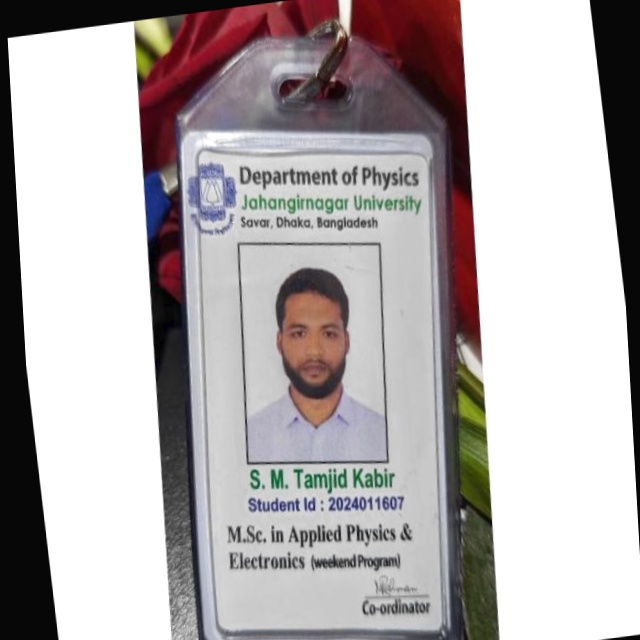 Department of Physics
Jahangirnagar University
Savar, Dhaka, Bangladesh
S. M. Tamjid Kabir
Student Id : 2024011607
M.Sc. in Applied Physics &
Electronics (weekend Program)
Co-ordinator